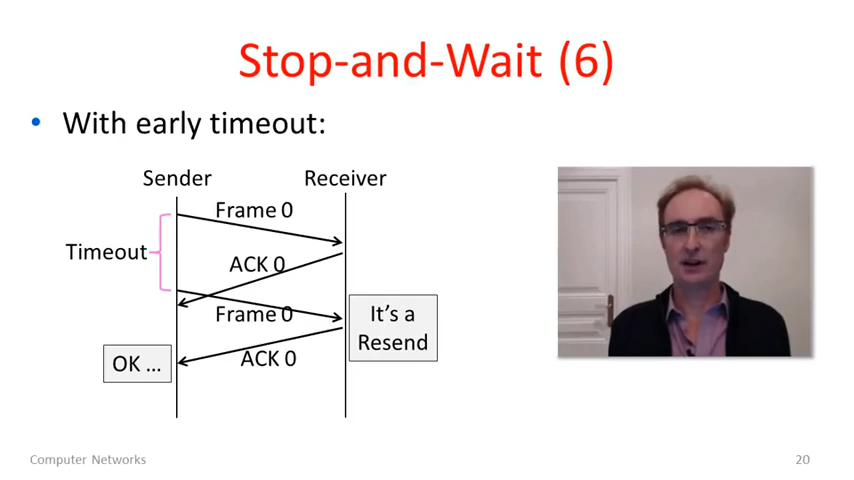 Stop-and-Wait (6)
• With early timeout:
Sender
Receiver
Frame 0
Timeout
ACK 0
Frame 0
It's a
Resend
ACK 0
OK ...
Computer Networks
20